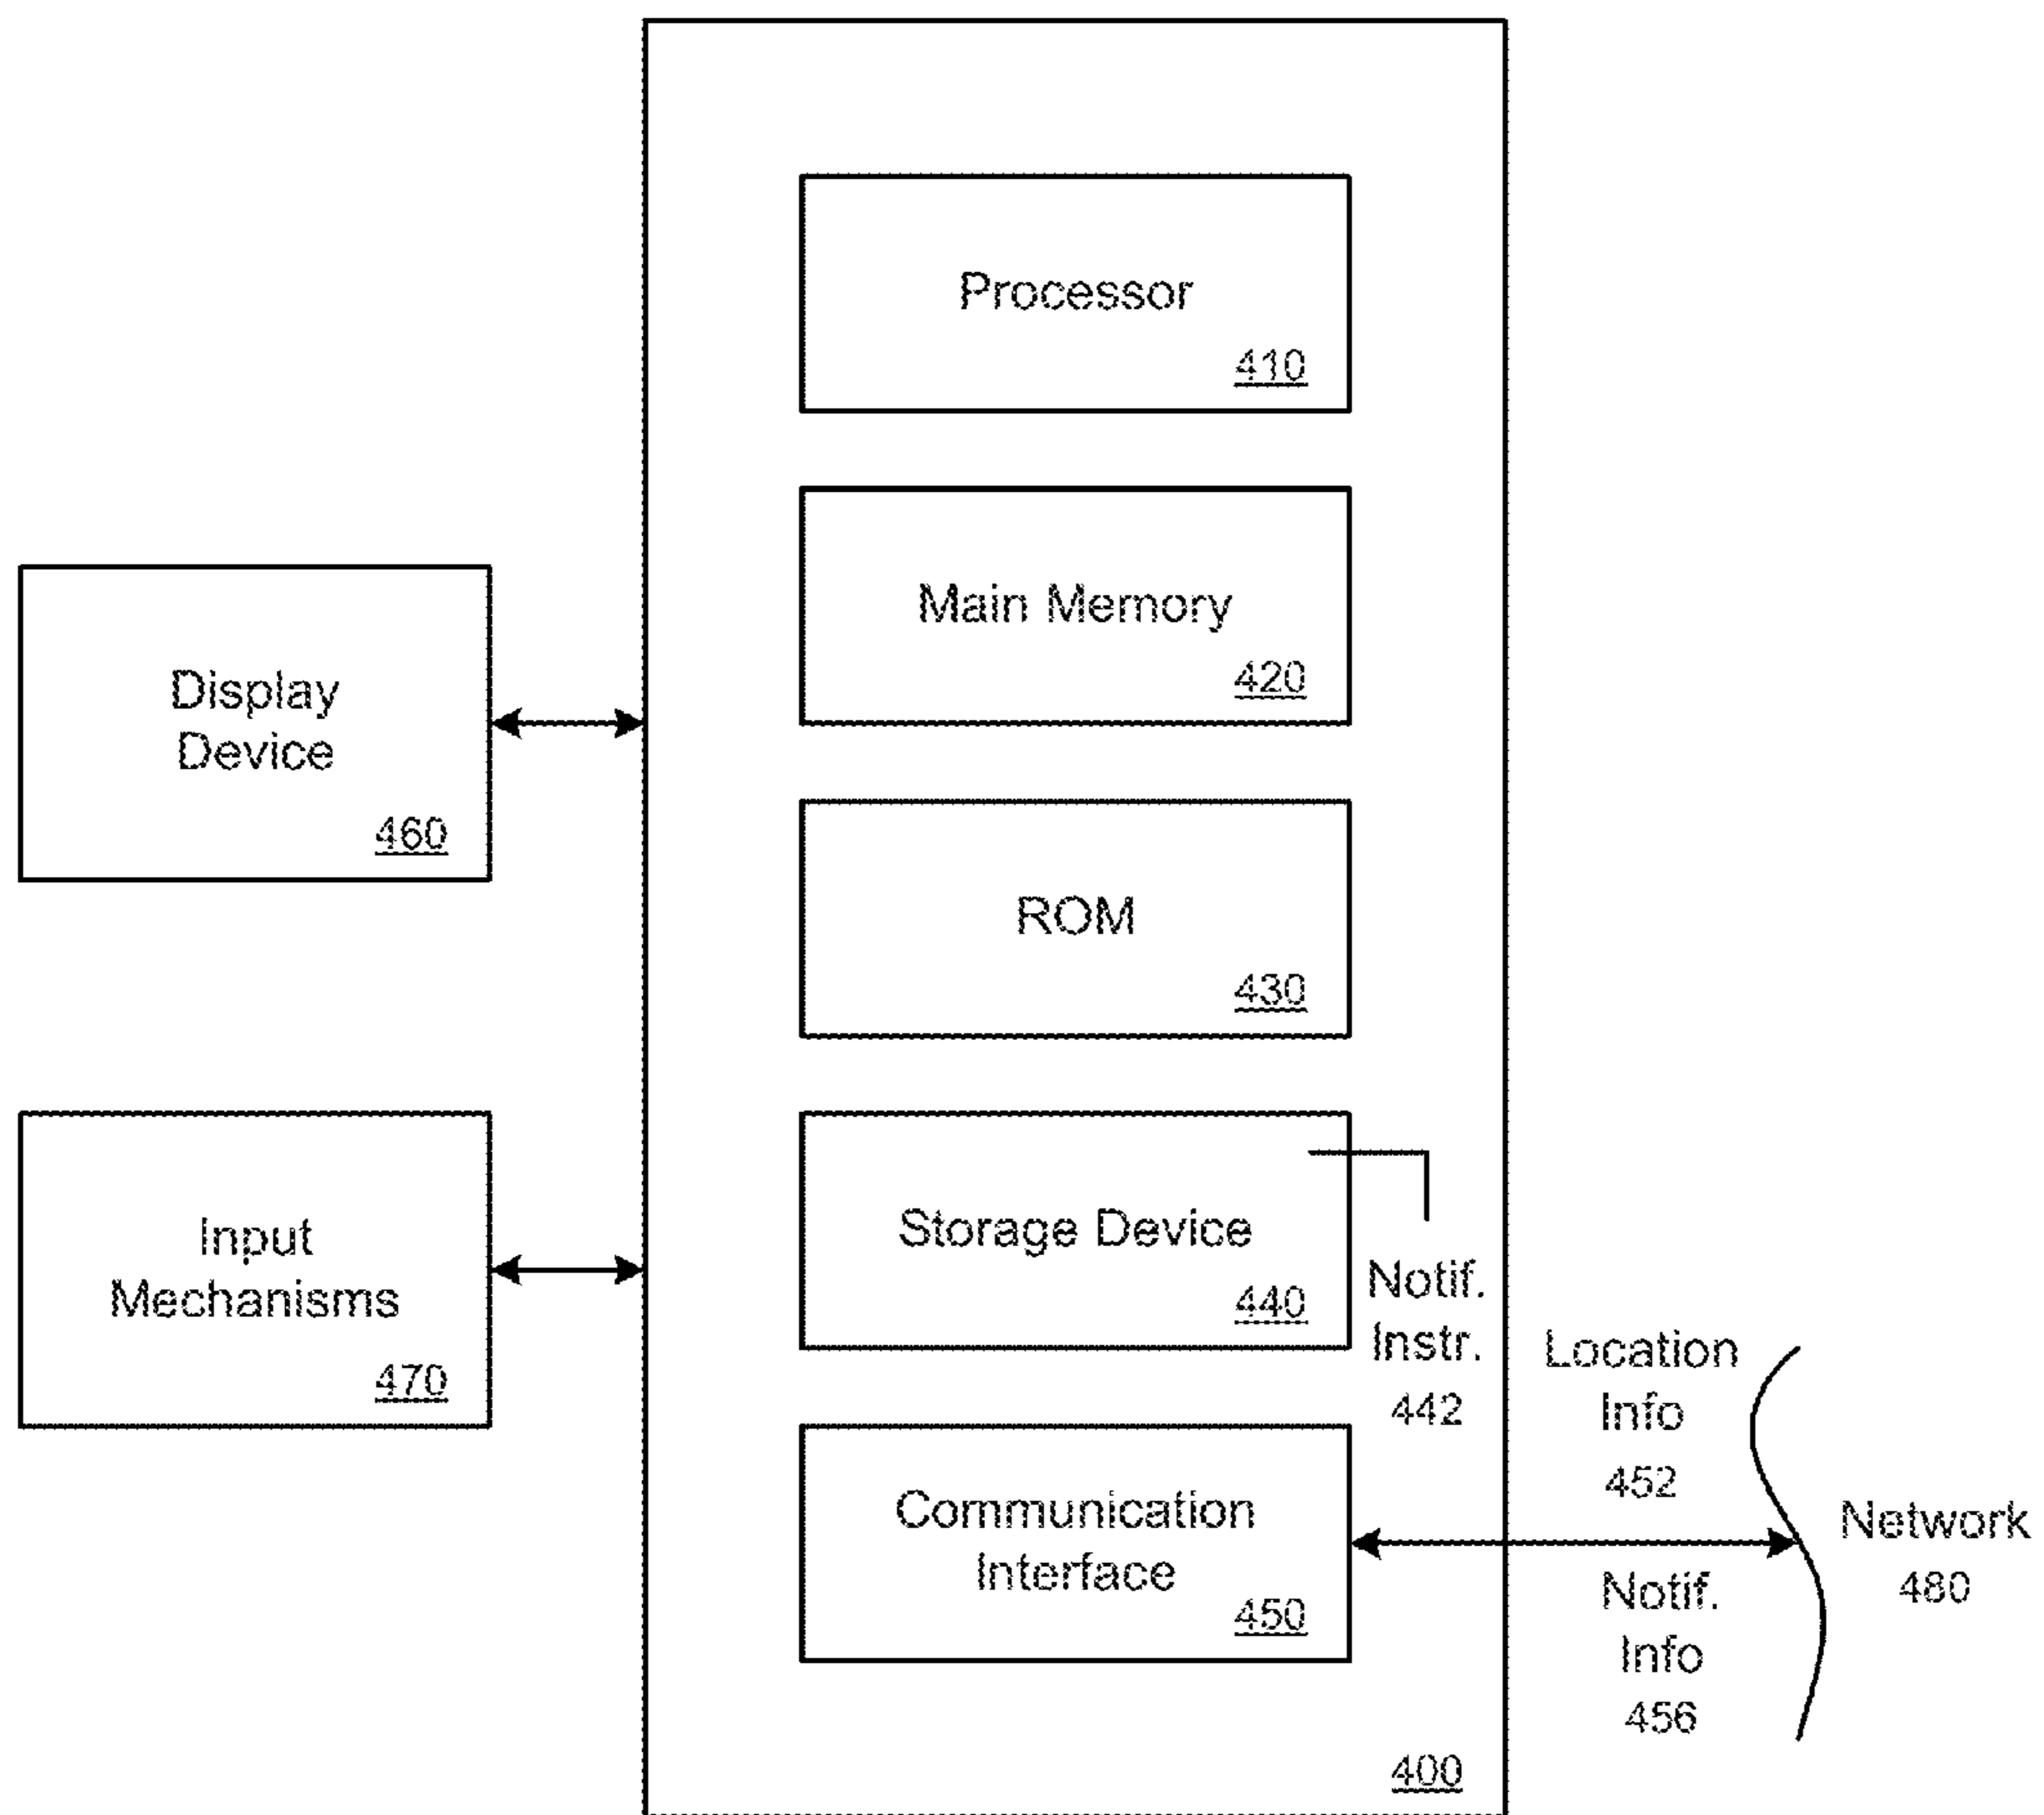 Processor
410
Main Memory
420
Display
Device
460
ROM
430
Input
Mechanisms
470
Storage Device
440
Notif.
Instr.
442
Communication
Interface
450
Location
Info
452
Notif.
Info
456
Network
480
400